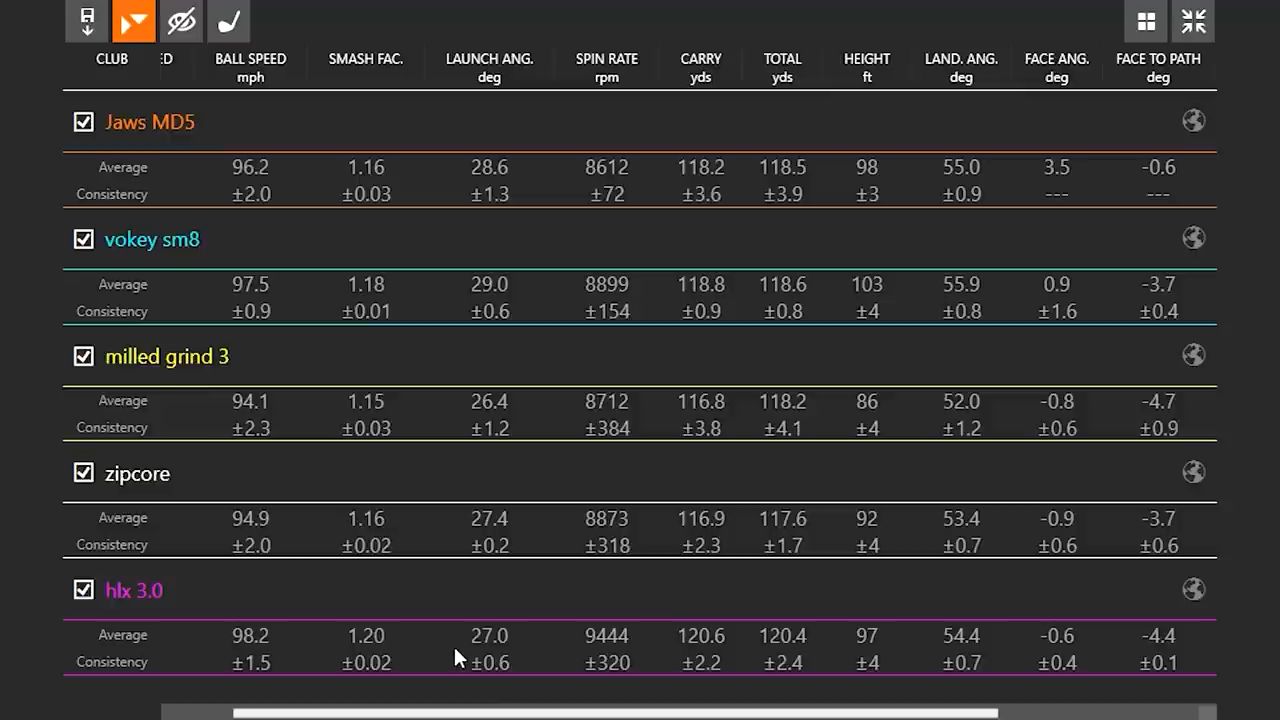 CLUB ED BALL SPEED SMASH FAC. LAUNCH ANG. SPIN RATE CARRY TOTAL HEIGHT LAND. ANG. FACE ANG. FACE TO PATH
mph deg rpm yds yds ft deg deg deg
Jaws MD5
Average 96.2 1.16 28.6 8612 118.2 118.5 98 55.0 3.5 -0.6
Consistency ±2.0 ±0.03 ±1.3 ±72 ±3.6 ±3.9 ±3 ±0.9 --- ---
vokey sm8
Average 97.5 1.18 29.0 8899 118.8 118.6 103 55.9 0.9 -3.7
Consistency ±0.9 ±0.01 ±0.6 ±154 ±0.9 ±0.8 ±4 ±0.8 ±1.6 ±0.4
milled grind 3
Average 94.1 1.15 26.4 8712 116.8 118.2 86 52.0 -0.8 -4.7
Consistency ±2.3 ±0.03 ±1.2 ±384 ±3.8 ±4.1 ±4 ±1.2 ±0.6 ±0.9
zipcore
Average 94.9 1.16 27.4 8873 116.9 117.6 92 53.4 -0.9 -3.7
Consistency ±2.0 ±0.02 ±0.2 ±318 ±2.3 ±1.7 ±4 ±0.7 ±0.6 ±0.6
hlx 3.0
Average 98.2 1.20 27.0 9444 120.6 120.4 97 54.4 -0.6 -4.4
Consistency ±1.5 ±0.02 ±0.6 ±320 ±2.2 ±2.4 ±4 ±0.7 ±0.4 ±0.1